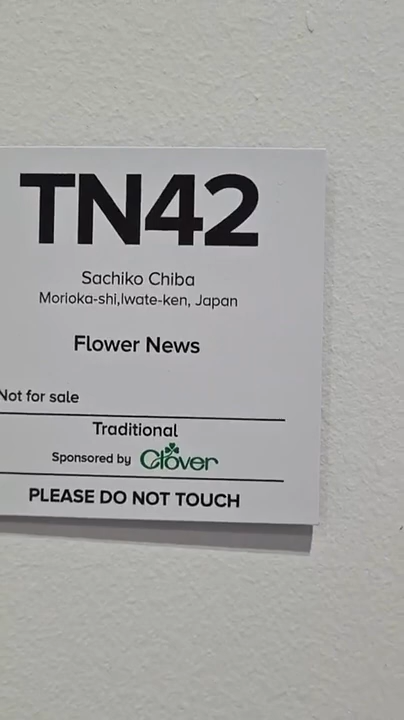 TN42
Sachiko Chiba
Morioka-shi,Iwate-ken, Japan
Flower News
Not for sale
Traditional
Sponsored by Clover
PLEASE DO NOT TOUCH